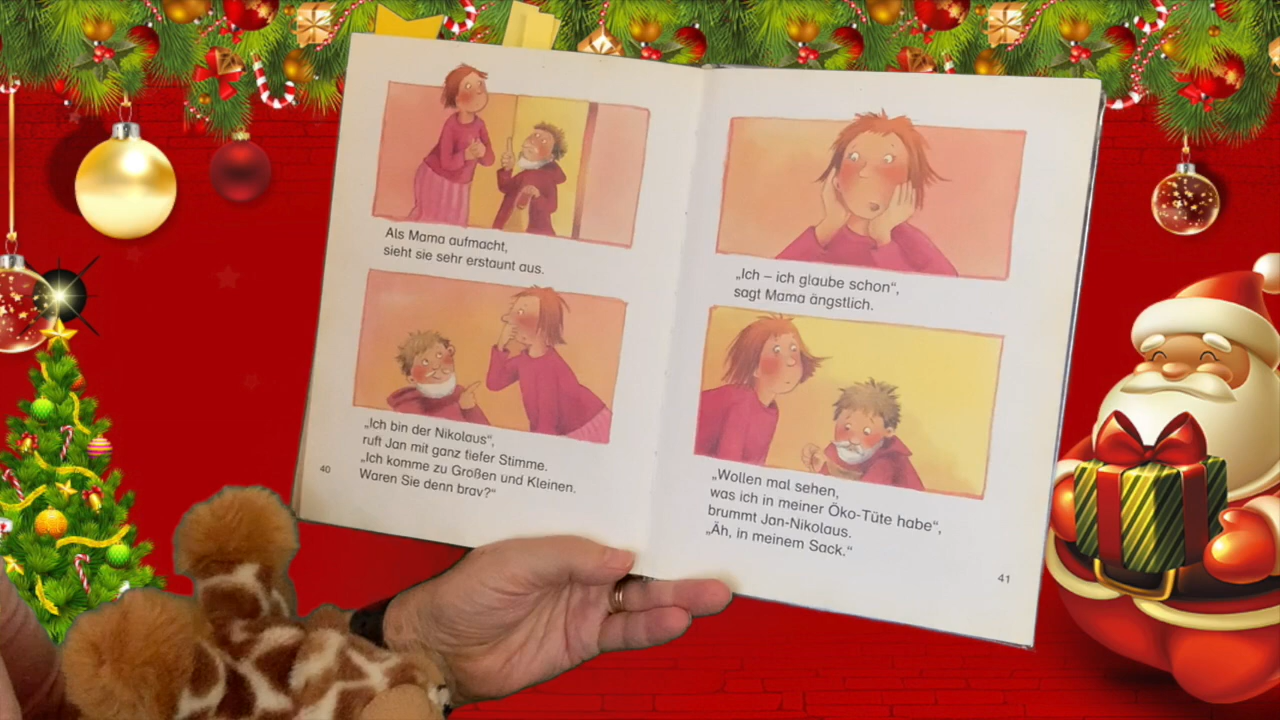 Als Mama aufmacht,
sieht sie sehr erstaunt aus.
„Ich bin der Nikolaus“,
ruft Jan mit ganz tiefer Stimme.
„Ich komme zu Großen und Kleinen.
Waren Sie denn brav?“
40
„Ich – ich glaube schon“,
sagt Mama ängstlich.
„Wollen mal sehen,
was ich in meiner Öko-Tüte habe“,
brummt Jan-Nikolaus.
„Äh, in meinem Sack.“
41